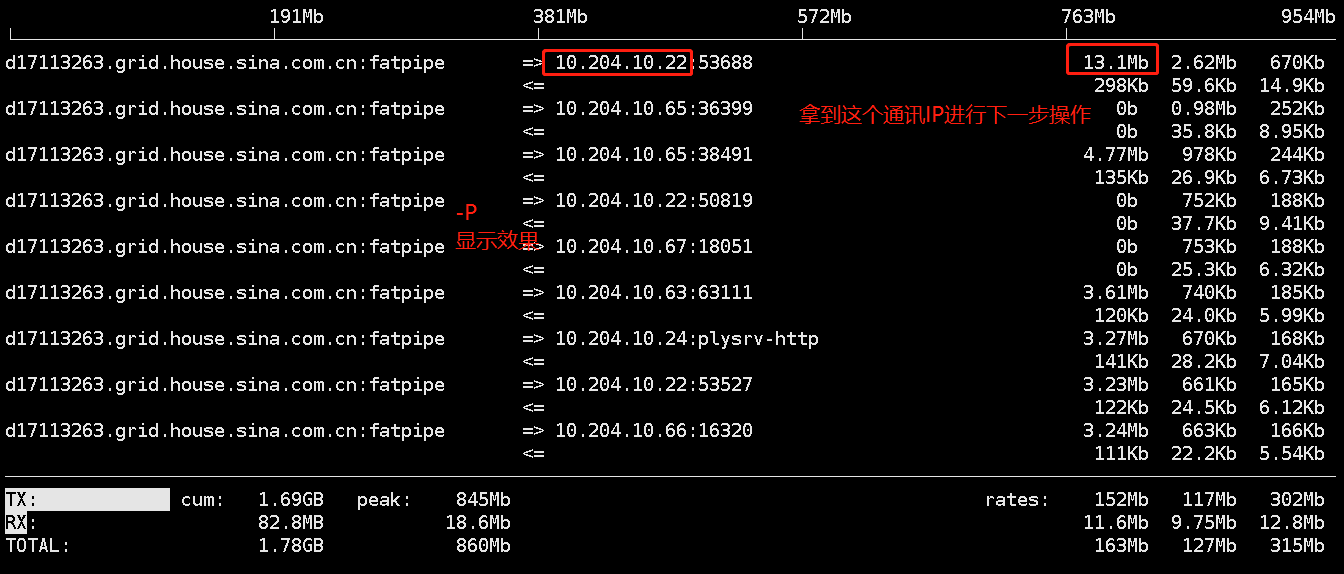 191Mb 381Mb 572Mb 763Mb 954Mb
d17113263.grid.house.sina.com.cn:fatpipe => 10.204.10.22:53688 13.1Mb 2.62Mb 670Kb
<= 298Kb 59.6Kb 14.9Kb
d17113263.grid.house.sina.com.cn:fatpipe => 10.204.10.65:36399 0b 0.98Mb 252Kb
拿到这个通讯IP进行下一步操作
<= 0b 35.8Kb 8.95Kb
d17113263.grid.house.sina.com.cn:fatpipe => 10.204.10.65:38491 4.77Mb 978Kb 244Kb
<= 135Kb 26.9Kb 6.73Kb
d17113263.grid.house.sina.com.cn:fatpipe => 10.204.10.22:50819 0b 752Kb 188Kb
-P
<= 0b 37.7Kb 9.41Kb
显示效果
d17113263.grid.house.sina.com.cn:fatpipe => 10.204.10.67:18051 0b 753Kb 188Kb
<= 0b 25.3Kb 6.32Kb
d17113263.grid.house.sina.com.cn:fatpipe => 10.204.10.63:63111 3.61Mb 740Kb 185Kb
<= 120Kb 24.0Kb 5.99Kb
d17113263.grid.house.sina.com.cn:fatpipe => 10.204.10.24:plysrv-http 3.27Mb 670Kb 168Kb
<= 141Kb 28.2Kb 7.04Kb
d17113263.grid.house.sina.com.cn:fatpipe => 10.204.10.22:53527 3.23Mb 661Kb 165Kb
<= 122Kb 24.5Kb 6.12Kb
d17113263.grid.house.sina.com.cn:fatpipe => 10.204.10.66:16320 3.24Mb 663Kb 166Kb
<= 111Kb 22.2Kb 5.54Kb
TX: cum: 1.69GB peak: 845Mb rates: 152Mb 117Mb 302Mb
RX: 82.8MB 18.6Mb 11.6Mb 9.75Mb 12.8Mb
TOTAL: 1.78GB 860Mb 163Mb 127Mb 315Mb